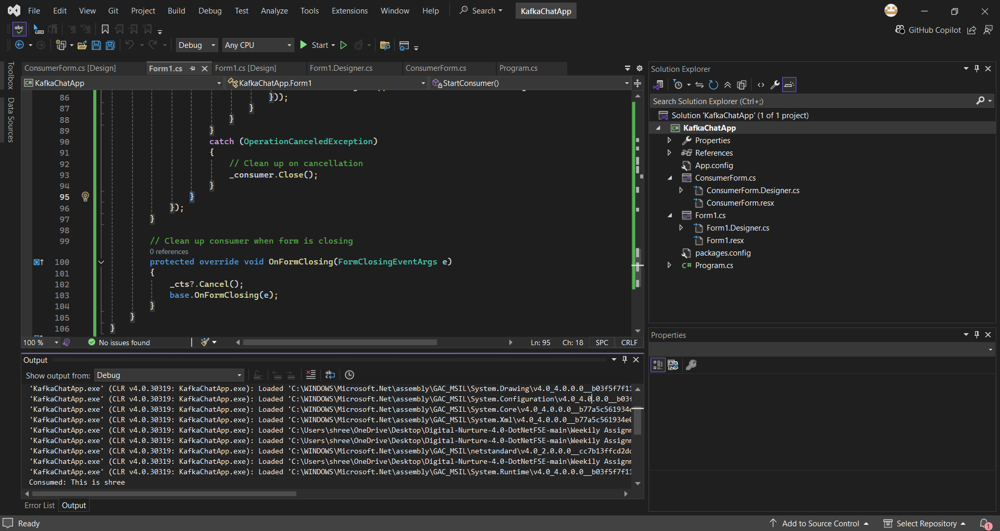 File Edit View Git Project Build Debug Test Analyze Tools Extensions Window Help Search KafkaChatApp
GitHub Copilot
Debug Any CPU Start
Toolbox
Data Sources
ConsumerForm.cs [Design] Form1.cs Form1.cs [Design] Form1.Designer.cs ConsumerForm.cs Program.cs
C# KafkaChatApp KafkaChatApp.Form1 StartConsumer()
86 }));
87 }
88 }
89 }
90 catch (OperationCanceledException)
91 {
92 // Clean up on cancellation
93 _consumer.Close();
94 }
95 }
96 });
97 }
98
99 // Clean up consumer when form is closing
0 references
100 protected override void OnFormClosing(FormClosingEventArgs e)
101 {
102 _cts?.Cancel();
103 base.OnFormClosing(e);
104 }
105 }
106 }
100 % No issues found Ln: 95 Ch: 18 SPC CRLF
Output
Show output from: Debug
'KafkaChatApp.exe' (CLR v4.0.30319: KafkaChatApp.exe): Loaded 'C:\WINDOWS\Microsoft.Net\assembly\GAC_MSIL\System.Drawing\v4.0_4.0.0.0__b03f5f7f11
'KafkaChatApp.exe' (CLR v4.0.30319: KafkaChatApp.exe): Loaded 'C:\WINDOWS\Microsoft.Net\assembly\GAC_MSIL\System.Configuration\v4.0_4.0.0.0__b03f
'KafkaChatApp.exe' (CLR v4.0.30319: KafkaChatApp.exe): Loaded 'C:\WINDOWS\Microsoft.Net\assembly\GAC_MSIL\System.Core\v4.0_4.0.0.0__b77a5c561934e
'KafkaChatApp.exe' (CLR v4.0.30319: KafkaChatApp.exe): Loaded 'C:\WINDOWS\Microsoft.Net\assembly\GAC_MSIL\System.Xml\v4.0_4.0.0.0__b77a5c561934e0
'KafkaChatApp.exe' (CLR v4.0.30319: KafkaChatApp.exe): Loaded 'C:\Users\shree\OneDrive\Desktop\Digital-Nurture-4.0-DotNetFSE-main\Weekily Assignm
'KafkaChatApp.exe' (CLR v4.0.30319: KafkaChatApp.exe): Loaded 'C:\Users\shree\OneDrive\Desktop\Digital-Nurture-4.0-DotNetFSE-main\Weekily Assignm
'KafkaChatApp.exe' (CLR v4.0.30319: KafkaChatApp.exe): Loaded 'C:\WINDOWS\Microsoft.Net\assembly\GAC_MSIL\netstandard\v4.0_2.0.0.0__cc7b13ffcd2dd
'KafkaChatApp.exe' (CLR v4.0.30319: KafkaChatApp.exe): Loaded 'C:\Users\shree\OneDrive\Desktop\Digital-Nurture-4.0-DotNetFSE-main\Weekily Assignm
'KafkaChatApp.exe' (CLR v4.0.30319: KafkaChatApp.exe): Loaded 'C:\WINDOWS\Microsoft.Net\assembly\GAC_MSIL\System.Runtime\v4.0_4.0.0.0__b03f5f7f11
Consumed: This is shree
Error List Output
Solution Explorer
Search Solution Explorer (Ctrl+;)
Solution 'KafkaChatApp' (1 of 1 project)
C# KafkaChatApp
Properties
References
App.config
ConsumerForm.cs
ConsumerForm.Designer.cs
ConsumerForm.resx
Form1.cs
Form1.Designer.cs
Form1.resx
packages.config
C# Program.cs
Properties
Ready Add to Source Control Select Repository 1